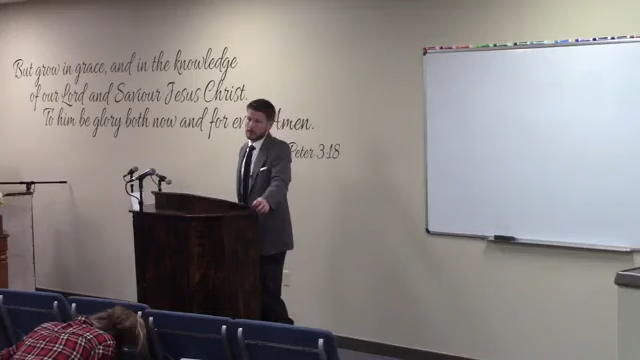 But grow in grace, and in the knowledge
of our Lord and Saviour Jesus Christ.
To him be glory both now and for Amen.
Peter 3:18